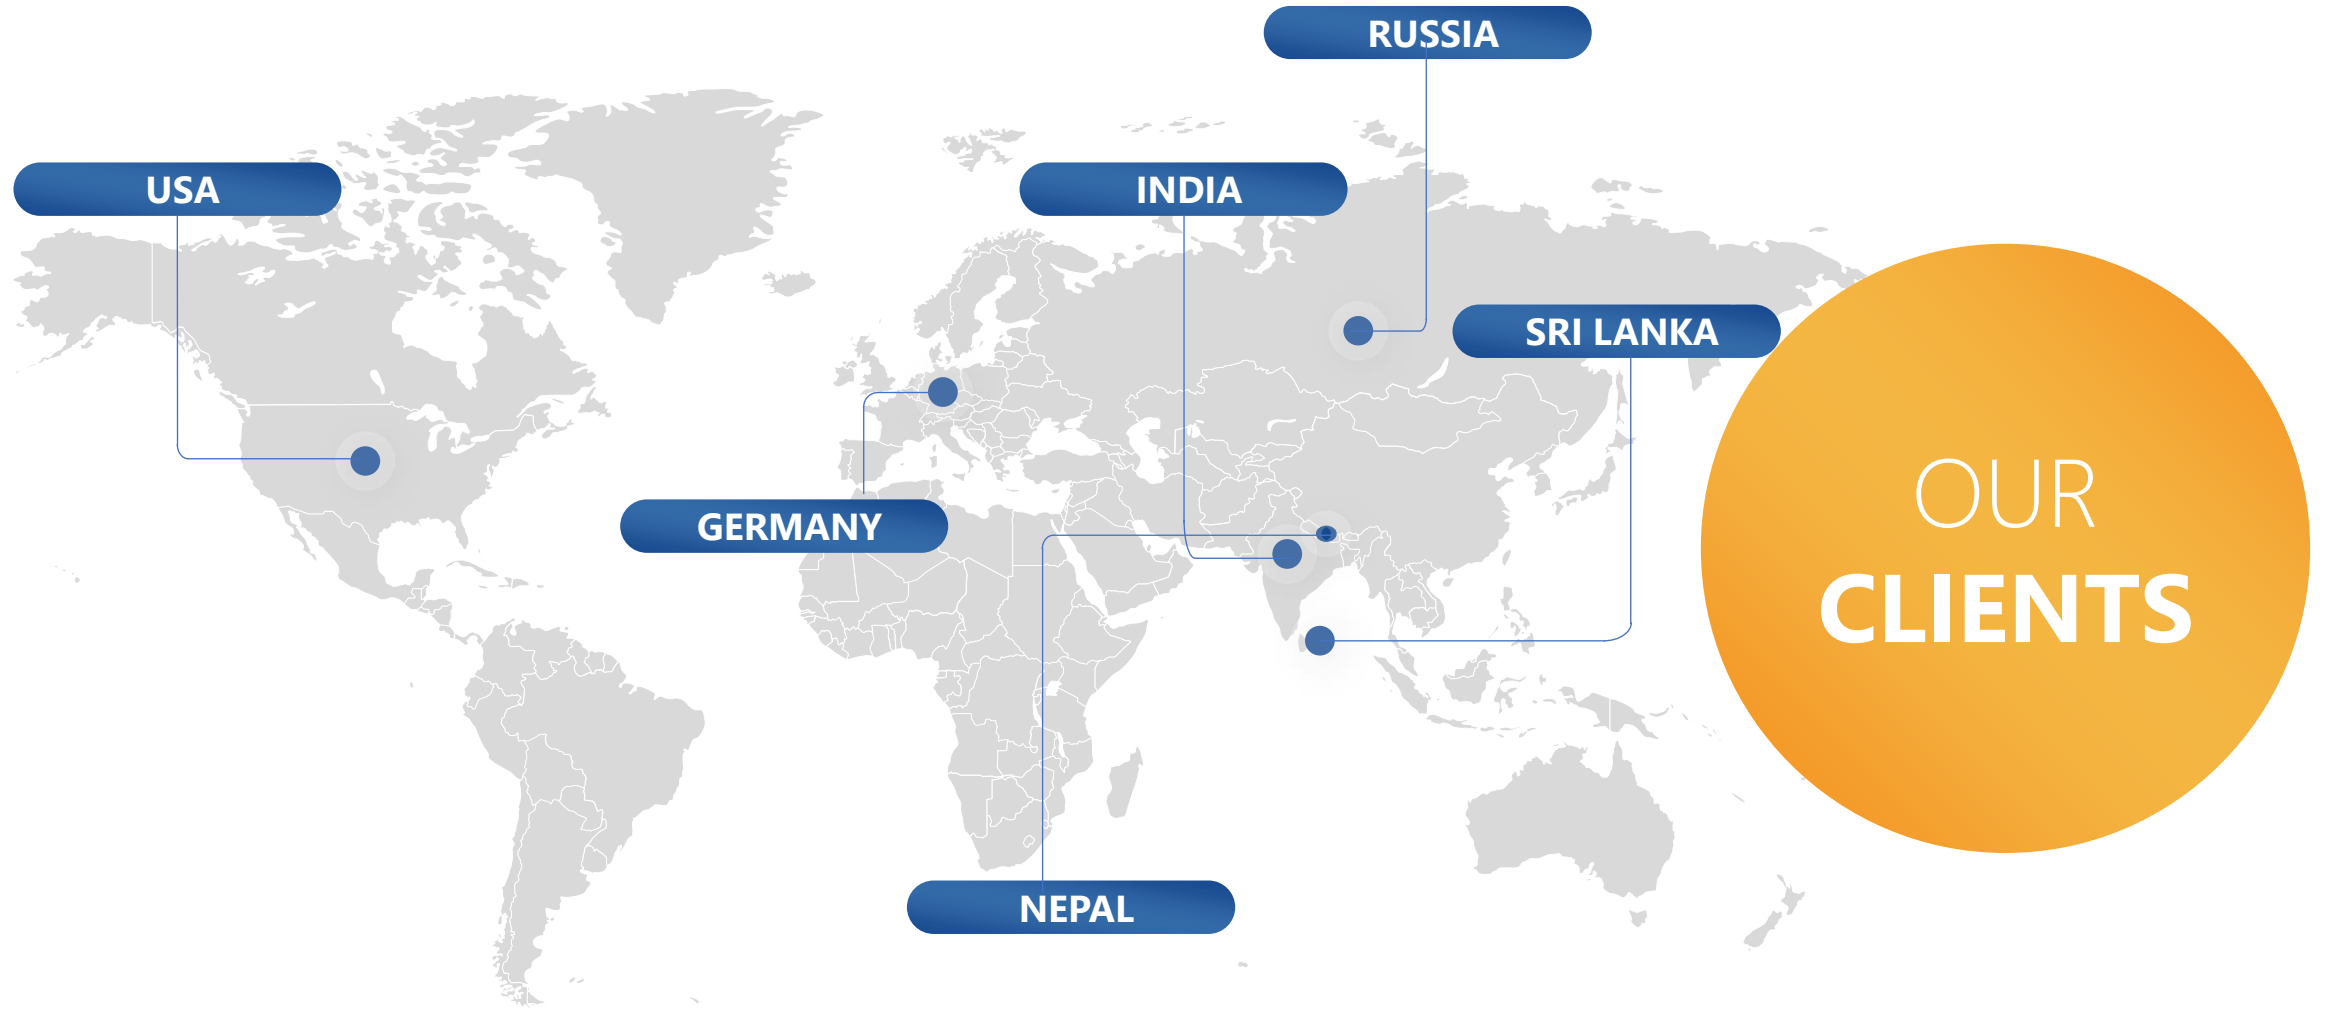 RUSSIA
USA
INDIA
SRI LANKA
GERMANY
OUR
CLIENTS
NEPAL